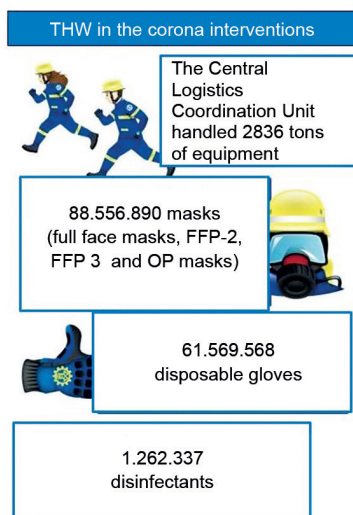 THW in the corona interventions
The Central
Logistics
Coordination Unit
handled 2836 tons
of equipment
88.556.890 masks
(full face masks, FFP-2,
FFP 3 and OP masks)
61.569.568
disposable gloves
1.262.337
disinfectants